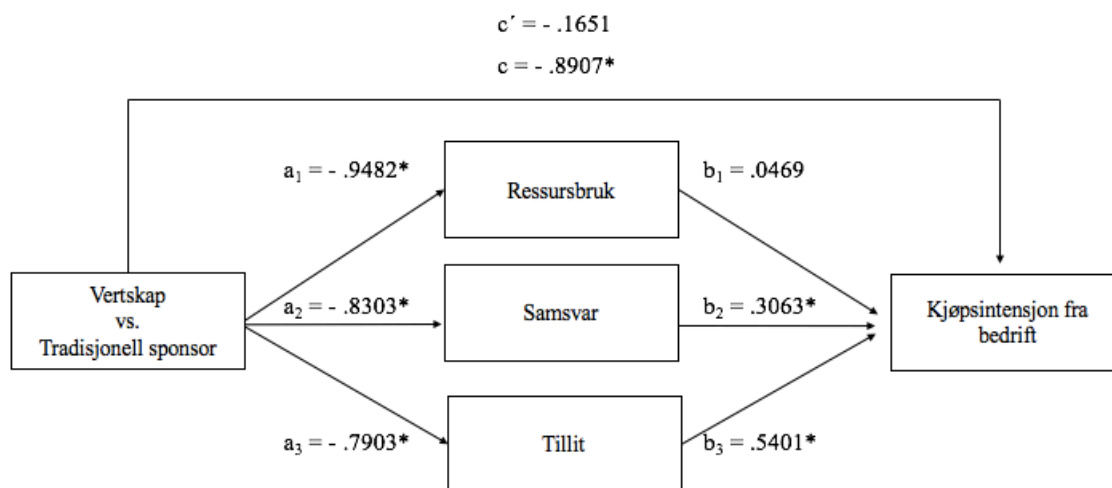 c´ = - .1651
c = - .8907*
a₁ = - .9482*
Ressursbruk
b₁ = .0469
Vertskap
vs.
Tradisjonell sponsor
a₂ = - .8303*
Samsvar
b₂ = .3063*
Kjøpsintensjon fra
bedrift
a₃ = - .7903*
Tillit
b₃ = .5401*